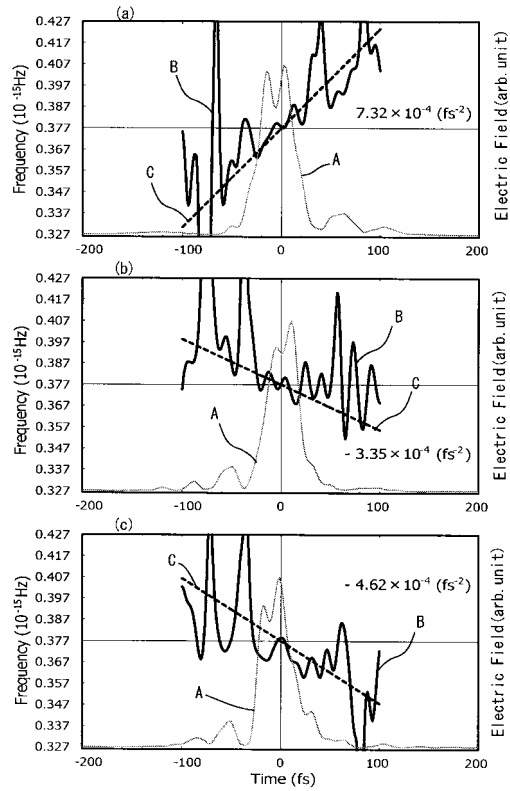 (a)
0.427
0.417
0.407
0.397
0.387
0.377
0.367
0.357
0.347
0.337
0.327
Frequency (10⁻¹⁵Hz)
B
C
A
7.32×10⁻⁴ (fs⁻²)
Electric Field(arb.unit)
-200 -100 0 100 200
(b)
0.427
0.417
0.407
0.397
0.387
0.377
0.367
0.357
0.347
0.337
0.327
Frequency (10⁻¹⁵Hz)
B
A
C
- 3.35×10⁻⁴ (fs⁻²)
Electric Field(arb.unit)
-200 -100 0 100 200
(c)
0.427
0.417
0.407
0.397
0.387
0.377
0.367
0.357
0.347
0.337
0.327
Frequency (10⁻¹⁵Hz)
C
- 4.62×10⁻⁴ (fs⁻²)
B
A
Electric Field(arb.unit)
-200 -100 0 100 200
Time (fs)